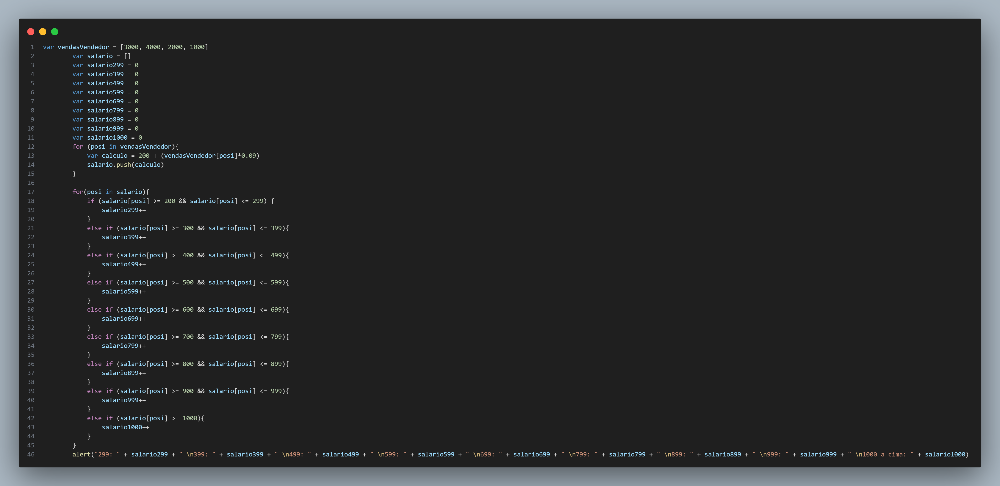 1 var vendasVendedor = [3000, 4000, 2000, 1000]
2         var salario = []
3         var salario299 = 0
4         var salario399 = 0
5         var salario499 = 0
6         var salario599 = 0
7         var salario699 = 0
8         var salario799 = 0
9         var salario899 = 0
10         var salario999 = 0
11         var salario1000 = 0
12         for (posi in vendasVendedor){
13             var calculo = 200 + (vendasVendedor[posi]*0.09)
14             salario.push(calculo)
15         }
16
17         for(posi in salario){
18             if (salario[posi] >= 200 && salario[posi] <= 299) {
19                 salario299++
20             }
21             else if (salario[posi] >= 300 && salario[posi] <= 399){
22                 salario399++
23             }
24             else if (salario[posi] >= 400 && salario[posi] <= 499){
25                 salario499++
26             }
27             else if (salario[posi] >= 500 && salario[posi] <= 599){
28                 salario599++
29             }
30             else if (salario[posi] >= 600 && salario[posi] <= 699){
31                 salario699++
32             }
33             else if (salario[posi] >= 700 && salario[posi] <= 799){
34                 salario799++
35             }
36             else if (salario[posi] >= 800 && salario[posi] <= 899){
37                 salario899++
38             }
39             else if (salario[posi] >= 900 && salario[posi] <= 999){
40                 salario999++
41             }
42             else if (salario[posi] >= 1000){
43                 salario1000++
44             }
45         }
46         alert("299: " + salario299 + " \n399: " + salario399 + " \n499: " + salario499 + " \n599: " + salario599 + " \n699: " + salario699 + " \n799: " + salario799 + " \n899: " + salario899 + " \n999: " + salario999 + " \n1000 a cima: " + salario1000)